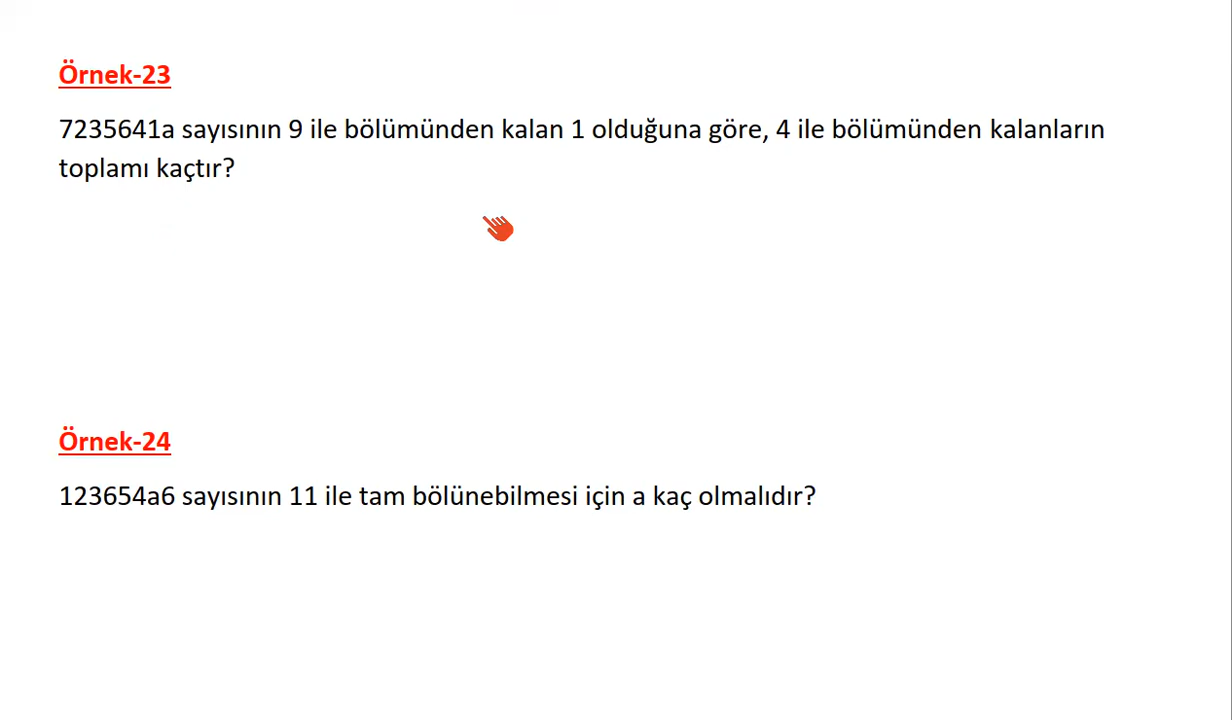 Örnek-23
7235641a sayısının 9 ile bölümünden kalan 1 olduğuna göre, 4 ile bölümünden kalanların
toplamı kaçtır?
Örnek-24
123654a6 sayısının 11 ile tam bölünebilmesi için a kaç olmalıdır?